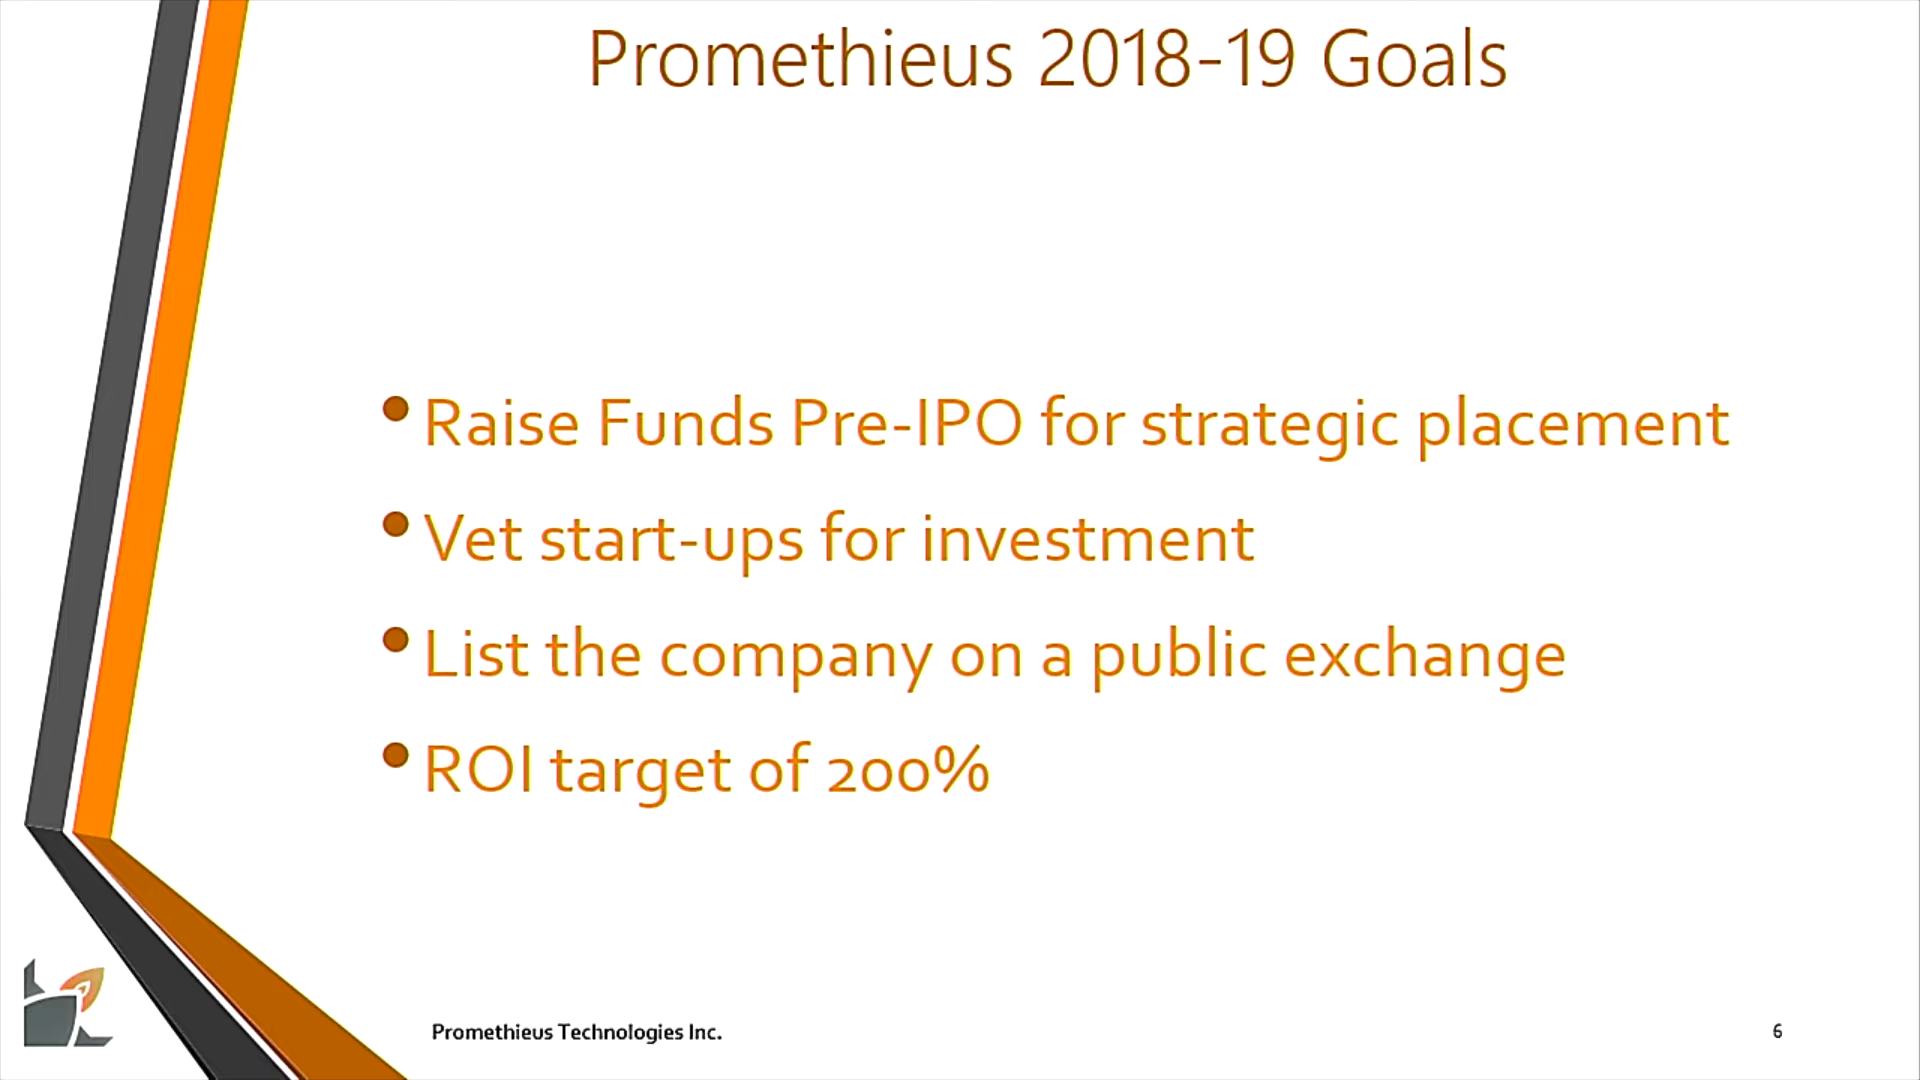 Promethieus 2018-19 Goals
• Raise Funds Pre-IPO for strategic placement
• Vet start-ups for investment
• List the company on a public exchange
• ROI target of 200%
Promethieus Technologies Inc.
6